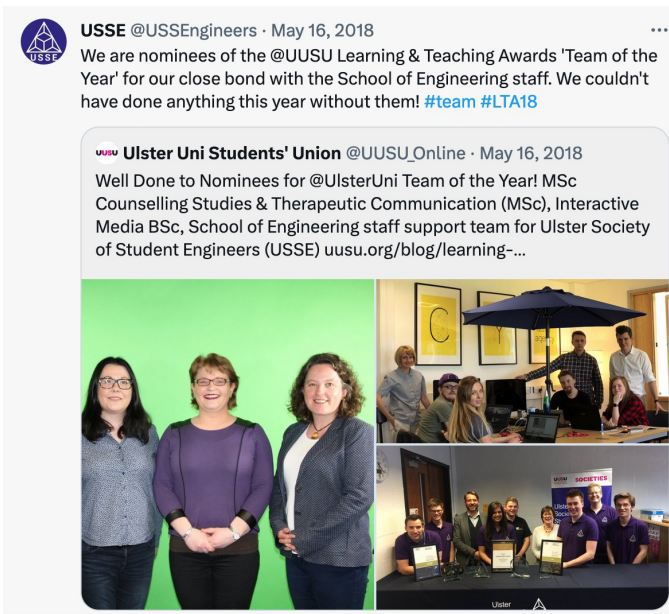 USSE @USSEngineers · May 16, 2018
We are nominees of the @UUSU Learning & Teaching Awards 'Team of the
Year' for our close bond with the School of Engineering staff. We couldn't
have done anything this year without them! #team #LTA18
USSE
UUSU Ulster Uni Students' Union @UUSU_Online · May 16, 2018
Well Done to Nominees for @UlsterUni Team of the Year! MSc
Counselling Studies & Therapeutic Communication (MSc), Interactive
Media BSc, School of Engineering staff support team for Ulster Society
of Student Engineers (USSE) uusu.org/blog/learning-...
C
Y
UUSU SOCIETIES
Ulster
Ulster